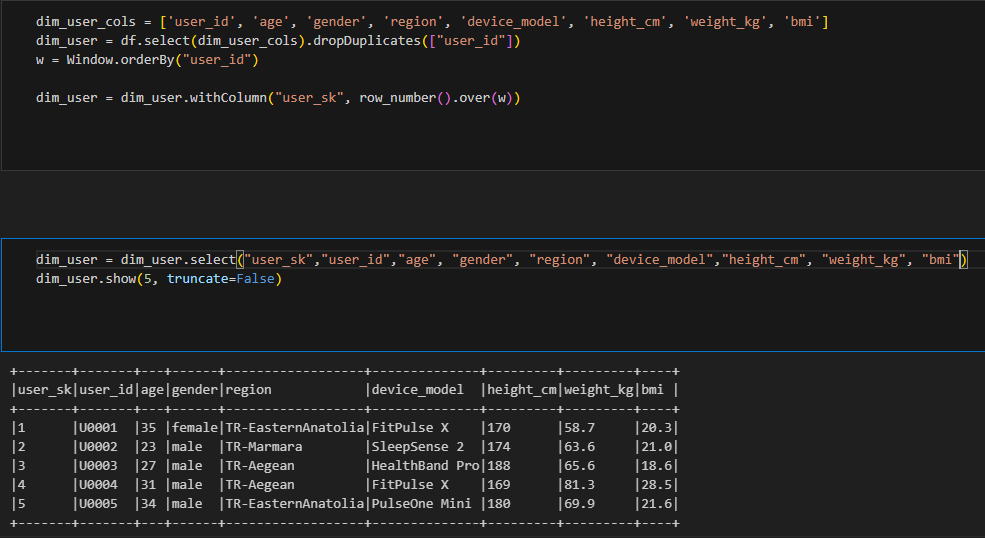 dim_user_cols = ['user_id', 'age', 'gender', 'region', 'device_model', 'height_cm', 'weight_kg', 'bmi']
dim_user = df.select(dim_user_cols).dropDuplicates(["user_id"])
w = Window.orderBy("user_id")
dim_user = dim_user.withColumn("user_sk", row_number().over(w))
dim_user = dim_user.select("user_sk","user_id","age", "gender", "region", "device_model","height_cm", "weight_kg", "bmi")
dim_user.show(5, truncate=False)
+-------+-------+---+------+------------------+--------------+---------+---------+----+
|user_sk|user_id|age|gender|region            |device_model  |height_cm|weight_kg|bmi |
+-------+-------+---+------+------------------+--------------+---------+---------+----+
|1      |U0001  |35 |female|TR-EasternAnatolia|FitPulse X    |170      |58.7     |20.3|
|2      |U0002  |23 |male  |TR-Marmara        |SleepSense 2  |174      |63.6     |21.0|
|3      |U0003  |27 |male  |TR-Aegean         |HealthBand Pro|188      |65.6     |18.6|
|4      |U0004  |31 |male  |TR-Aegean         |FitPulse X    |169      |81.3     |28.5|
|5      |U0005  |34 |male  |TR-EasternAnatolia|PulseOne Mini |180      |69.9     |21.6|
+-------+-------+---+------+------------------+--------------+---------+---------+----+